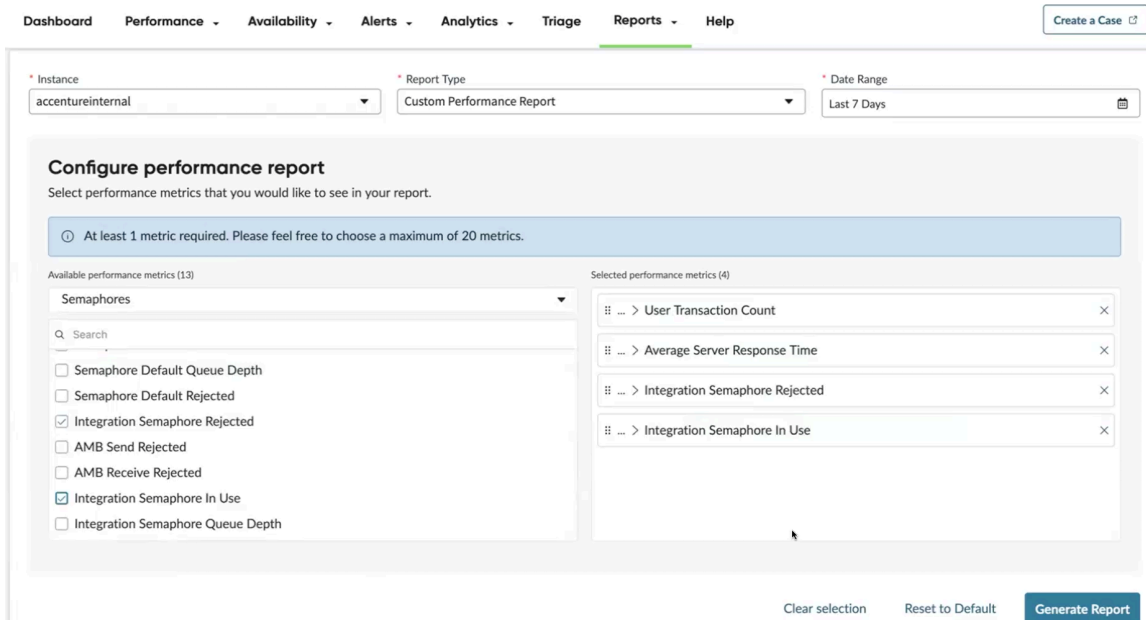 Dashboard Performance Availability Alerts Analytics Triage Reports Help Create a Case
* Instance * Report Type * Date Range
accentureinternal Custom Performance Report Last 7 Days
Configure performance report
Select performance metrics that you would like to see in your report.
At least 1 metric required. Please feel free to choose a maximum of 20 metrics.
Available performance metrics (13)
Semaphores
Search
Semaphore Default Queue Depth
Semaphore Default Rejected
Integration Semaphore Rejected
AMB Send Rejected
AMB Receive Rejected
Integration Semaphore In Use
Integration Semaphore Queue Depth
Selected performance metrics (4)
... > User Transaction Count
... > Average Server Response Time
... > Integration Semaphore Rejected
... > Integration Semaphore In Use
Clear selection Reset to Default Generate Report